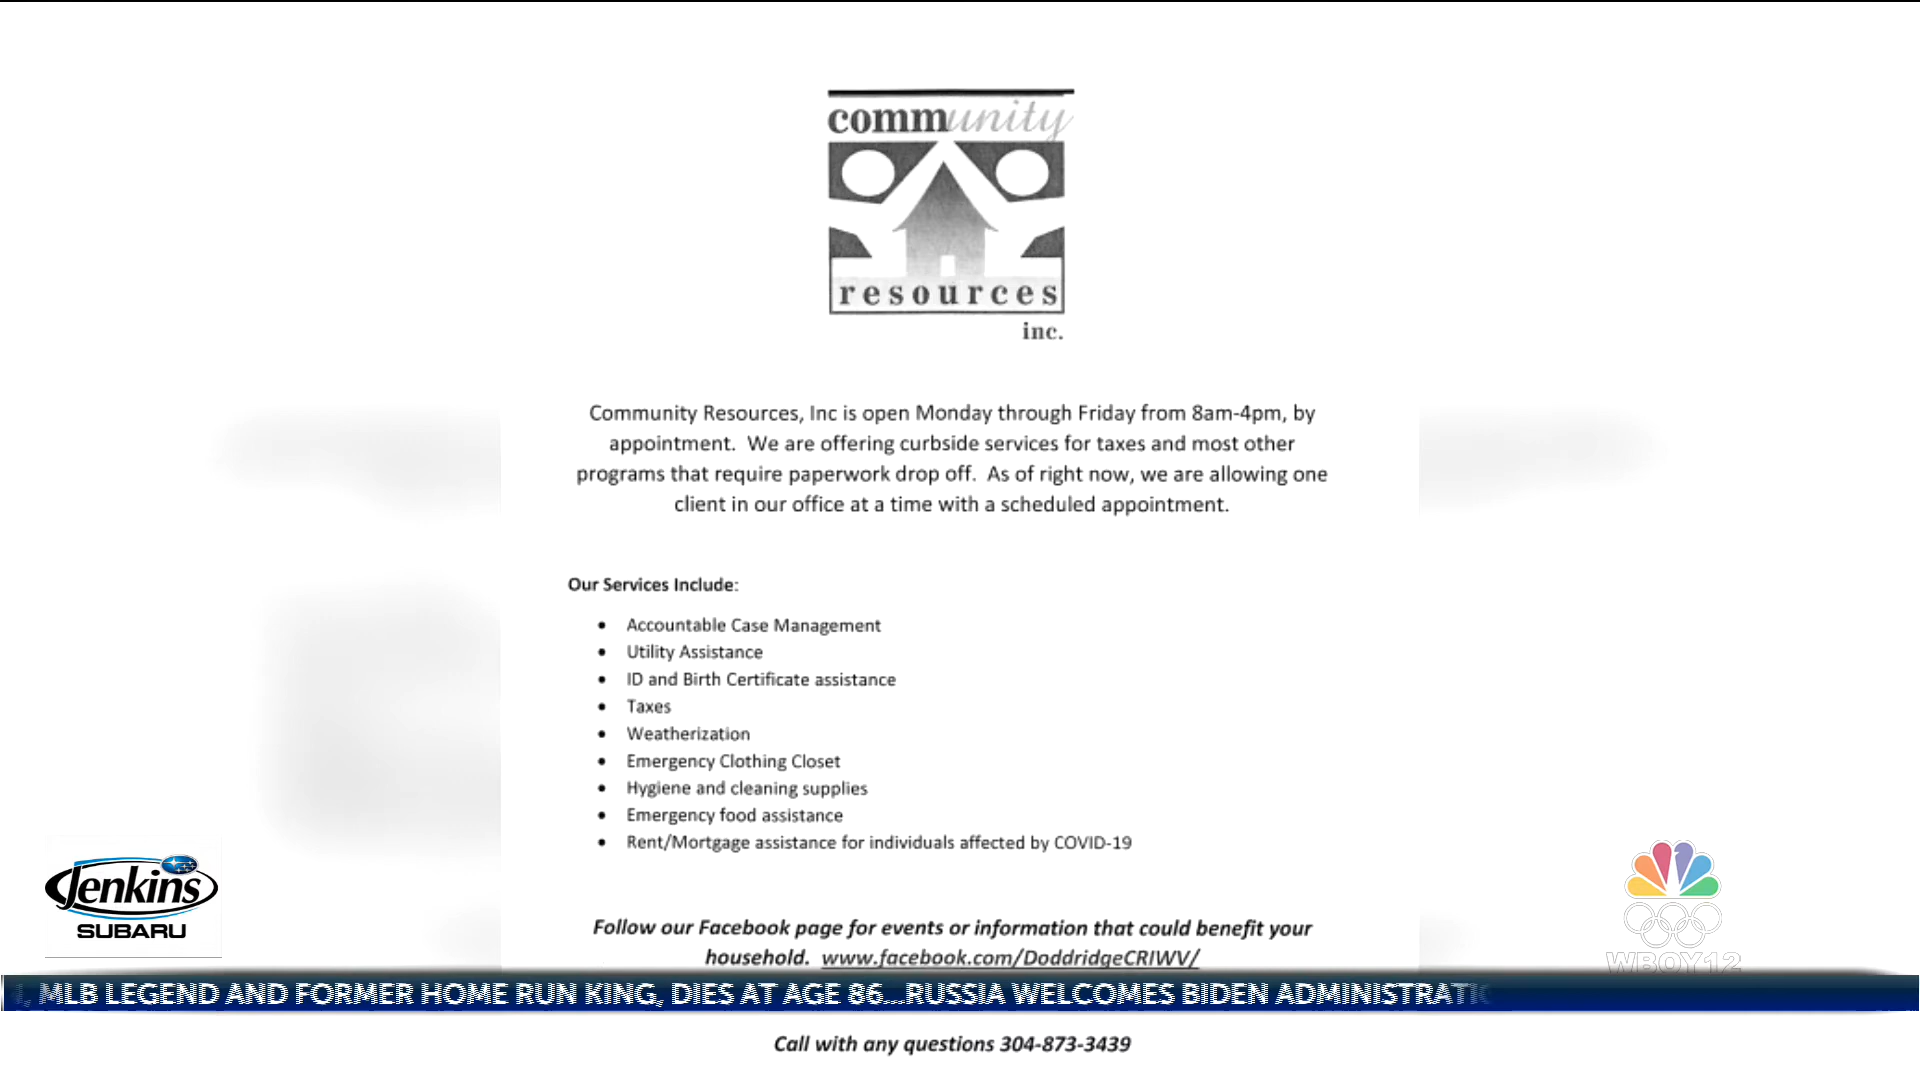 community
resources
inc.
Community Resources, Inc is open Monday through Friday from 8am-4pm, by
appointment.  We are offering curbside services for taxes and most other
programs that require paperwork drop off.  As of right now, we are allowing one
client in our office at a time with a scheduled appointment.
Our Services Include:
• Accountable Case Management
• Utility Assistance
• ID and Birth Certificate assistance
• Taxes
• Weatherization
• Emergency Clothing Closet
• Hygiene and cleaning supplies
• Emergency food assistance
• Rent/Mortgage assistance for individuals affected by COVID-19
Follow our Facebook page for events or information that could benefit your
household.  www.facebook.com/DoddridgeCRIWV/
Jenkins
SUBARU
WBOY12
, MLB LEGEND AND FORMER HOME RUN KING, DIES AT AGE 86...RUSSIA WELCOMES BIDEN ADMINISTRATI
Call with any questions 304-873-3439